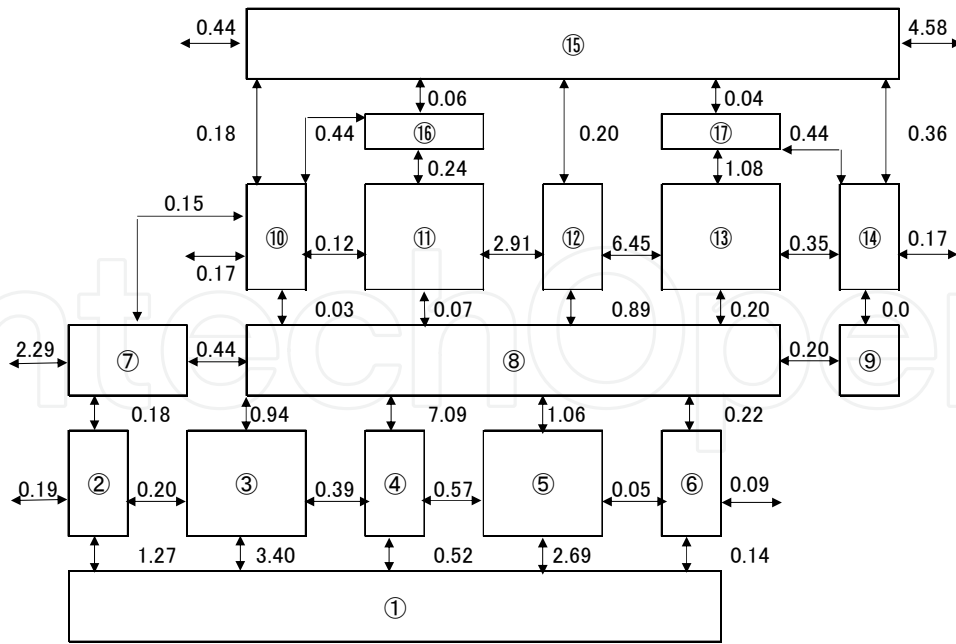 0.44 ⑮ 4.58
0.06 0.04
0.18 0.44 ⑯ 0.20 ⑰ 0.44 0.36
0.24 1.08
0.15
⑩ 0.12 ⑪ 2.91 ⑫ 6.45 ⑬ 0.35 ⑭ 0.17
0.17
0.03 0.07 0.89 0.20 0.0
2.29 ⑦ 0.44 ⑧ 0.20 ⑨
0.18 0.94 7.09 1.06 0.22
0.19 ② 0.20 ③ 0.39 ④ 0.57 ⑤ 0.05 ⑥ 0.09
1.27 3.40 0.52 2.69 0.14
①